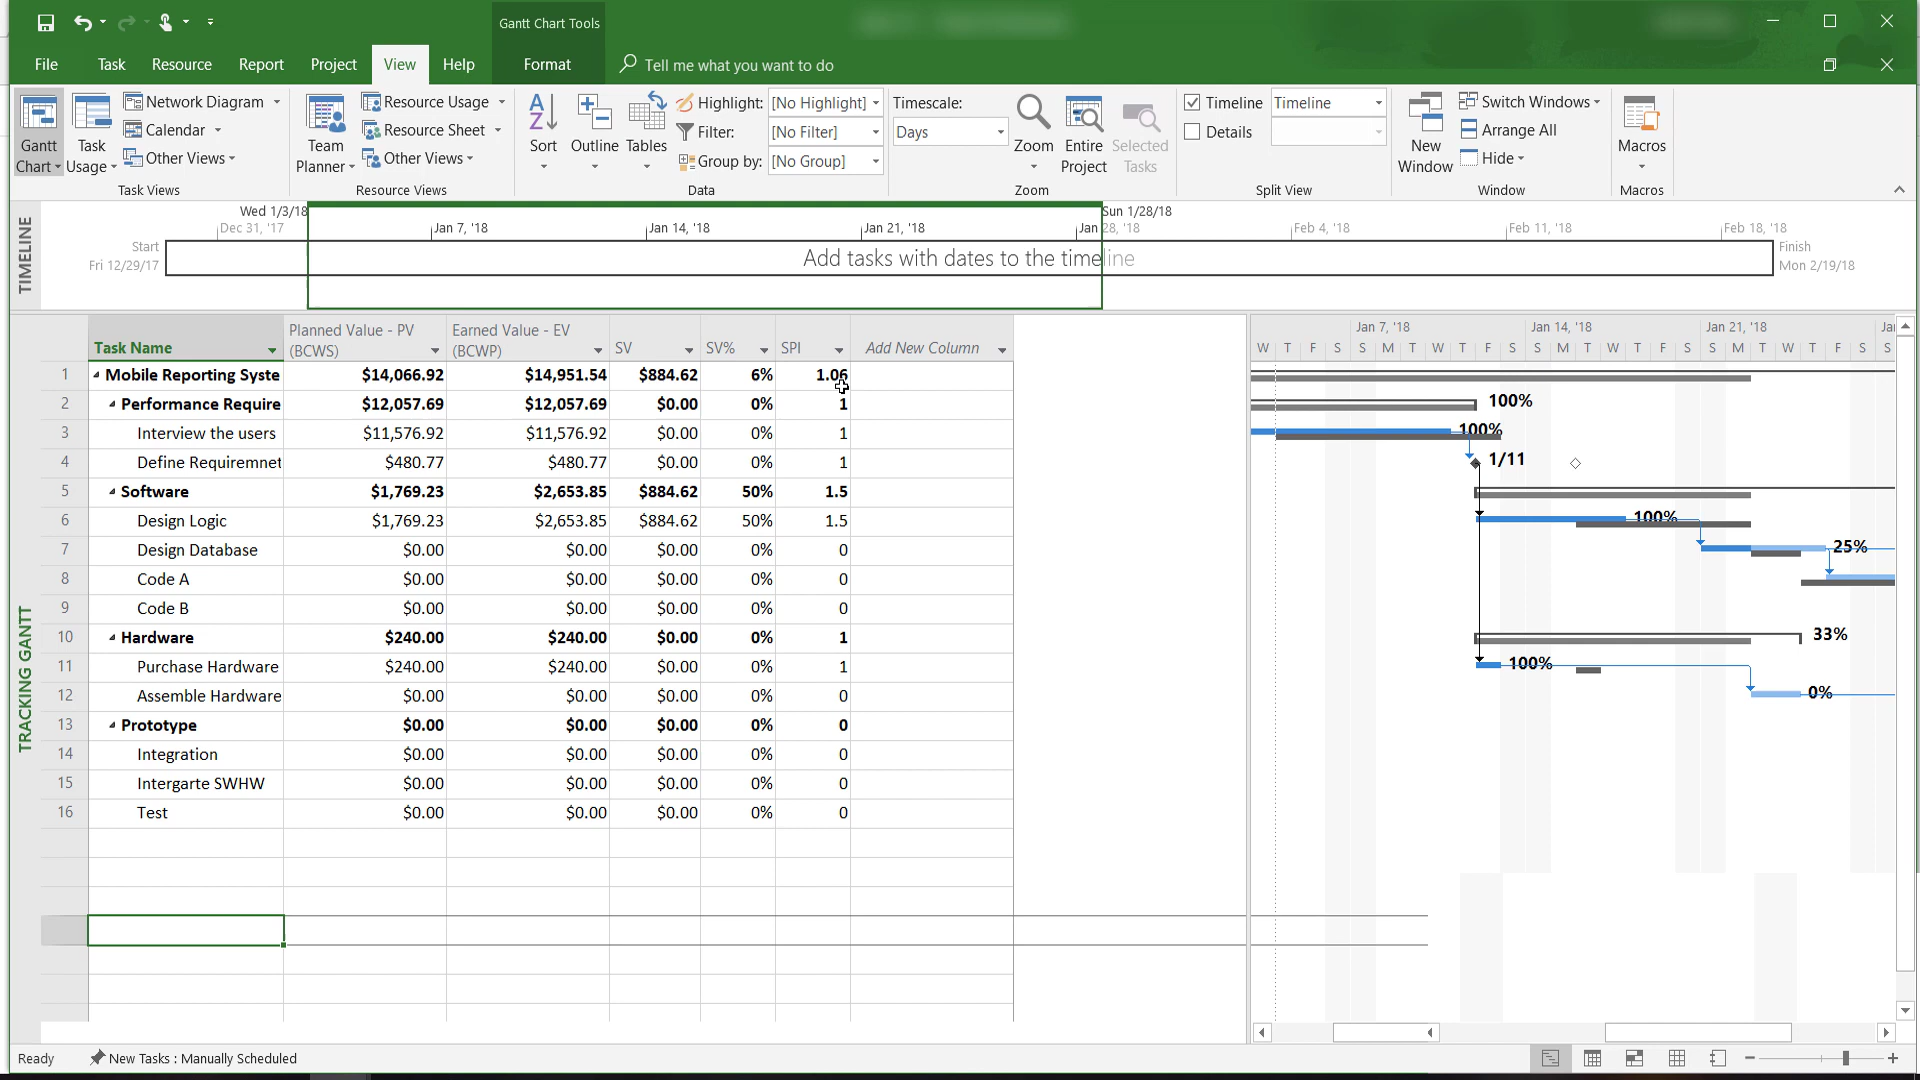 Gantt Chart Tools
File Task Resource Report Project View Help Format Tell me what you want to do
Gantt Chart
Task Usage
Network Diagram
Calendar
Other Views
Task Views
Team Planner
Resource Usage
Resource Sheet
Other Views
Resource Views
Sort
Outline
Tables
Highlight: [No Highlight]
Filter: [No Filter]
Group by: [No Group]
Data
Timescale:
Days
Zoom
Entire Project
Selected Tasks
Zoom
Timeline Timeline
Details
Split View
New Window
Switch Windows
Arrange All
Hide
Window
Macros
Macros
TIMELINE
Wed 1/3/18 Sun 1/28/18
Dec 31, '17 Jan 7, '18 Jan 14, '18 Jan 21, '18 Jan 28, '18 Feb 4, '18 Feb 11, '18 Feb 18, '18
Start
Fri 12/29/17
Add tasks with dates to the timeline
Finish
Mon 2/19/18
TRACKING GANTT
Task Name Planned Value - PV (BCWS) Earned Value - EV (BCWP) SV SV% SPI Add New Column
1 Mobile Reporting Syste $14,066.92 $14,951.54 $884.62 6% 1.06
2 Performance Require $12,057.69 $12,057.69 $0.00 0% 1
3 Interview the users $11,576.92 $11,576.92 $0.00 0% 1
4 Define Requiremnet $480.77 $480.77 $0.00 0% 1
5 Software $1,769.23 $2,653.85 $884.62 50% 1.5
6 Design Logic $1,769.23 $2,653.85 $884.62 50% 1.5
7 Design Database $0.00 $0.00 $0.00 0% 0
8 Code A $0.00 $0.00 $0.00 0% 0
9 Code B $0.00 $0.00 $0.00 0% 0
10 Hardware $240.00 $240.00 $0.00 0% 1
11 Purchase Hardware $240.00 $240.00 $0.00 0% 1
12 Assemble Hardware $0.00 $0.00 $0.00 0% 0
13 Prototype $0.00 $0.00 $0.00 0% 0
14 Integration $0.00 $0.00 $0.00 0% 0
15 Intergarte SWHW $0.00 $0.00 $0.00 0% 0
16 Test $0.00 $0.00 $0.00 0% 0
Jan 7, '18 Jan 14, '18 Jan 21, '18 Ja
W T F S S M T W T F S S M T W T F S S M T W T F S S
100%
100%
1/11
100%
25%
33%
100%
0%
Ready New Tasks : Manually Scheduled